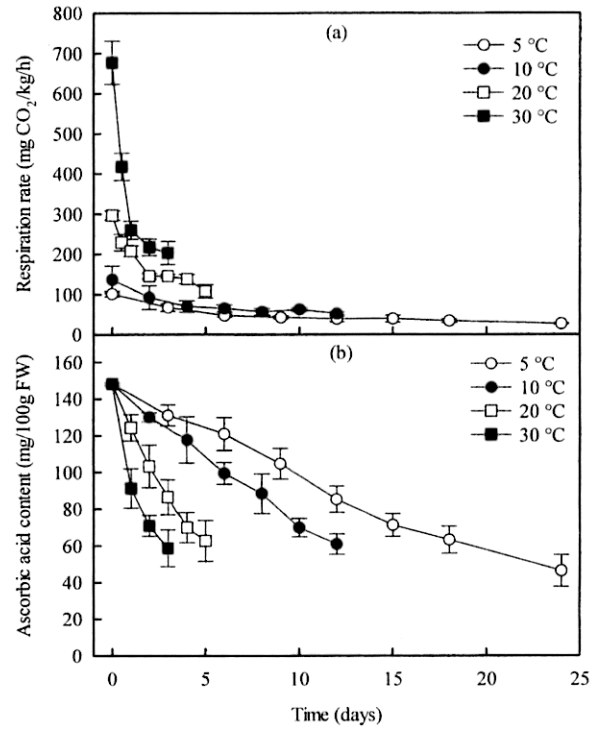 (a)
5 °C
10 °C
20 °C
30 °C
Respiration rate (mg CO₂/kg/h)
800
700
600
500
400
300
200
100
0
(b)
5 °C
10 °C
20 °C
30 °C
Ascorbic acid content (mg/100g FW)
160
140
120
100
80
60
40
20
0
0 5 10 15 20 25
Time (days)